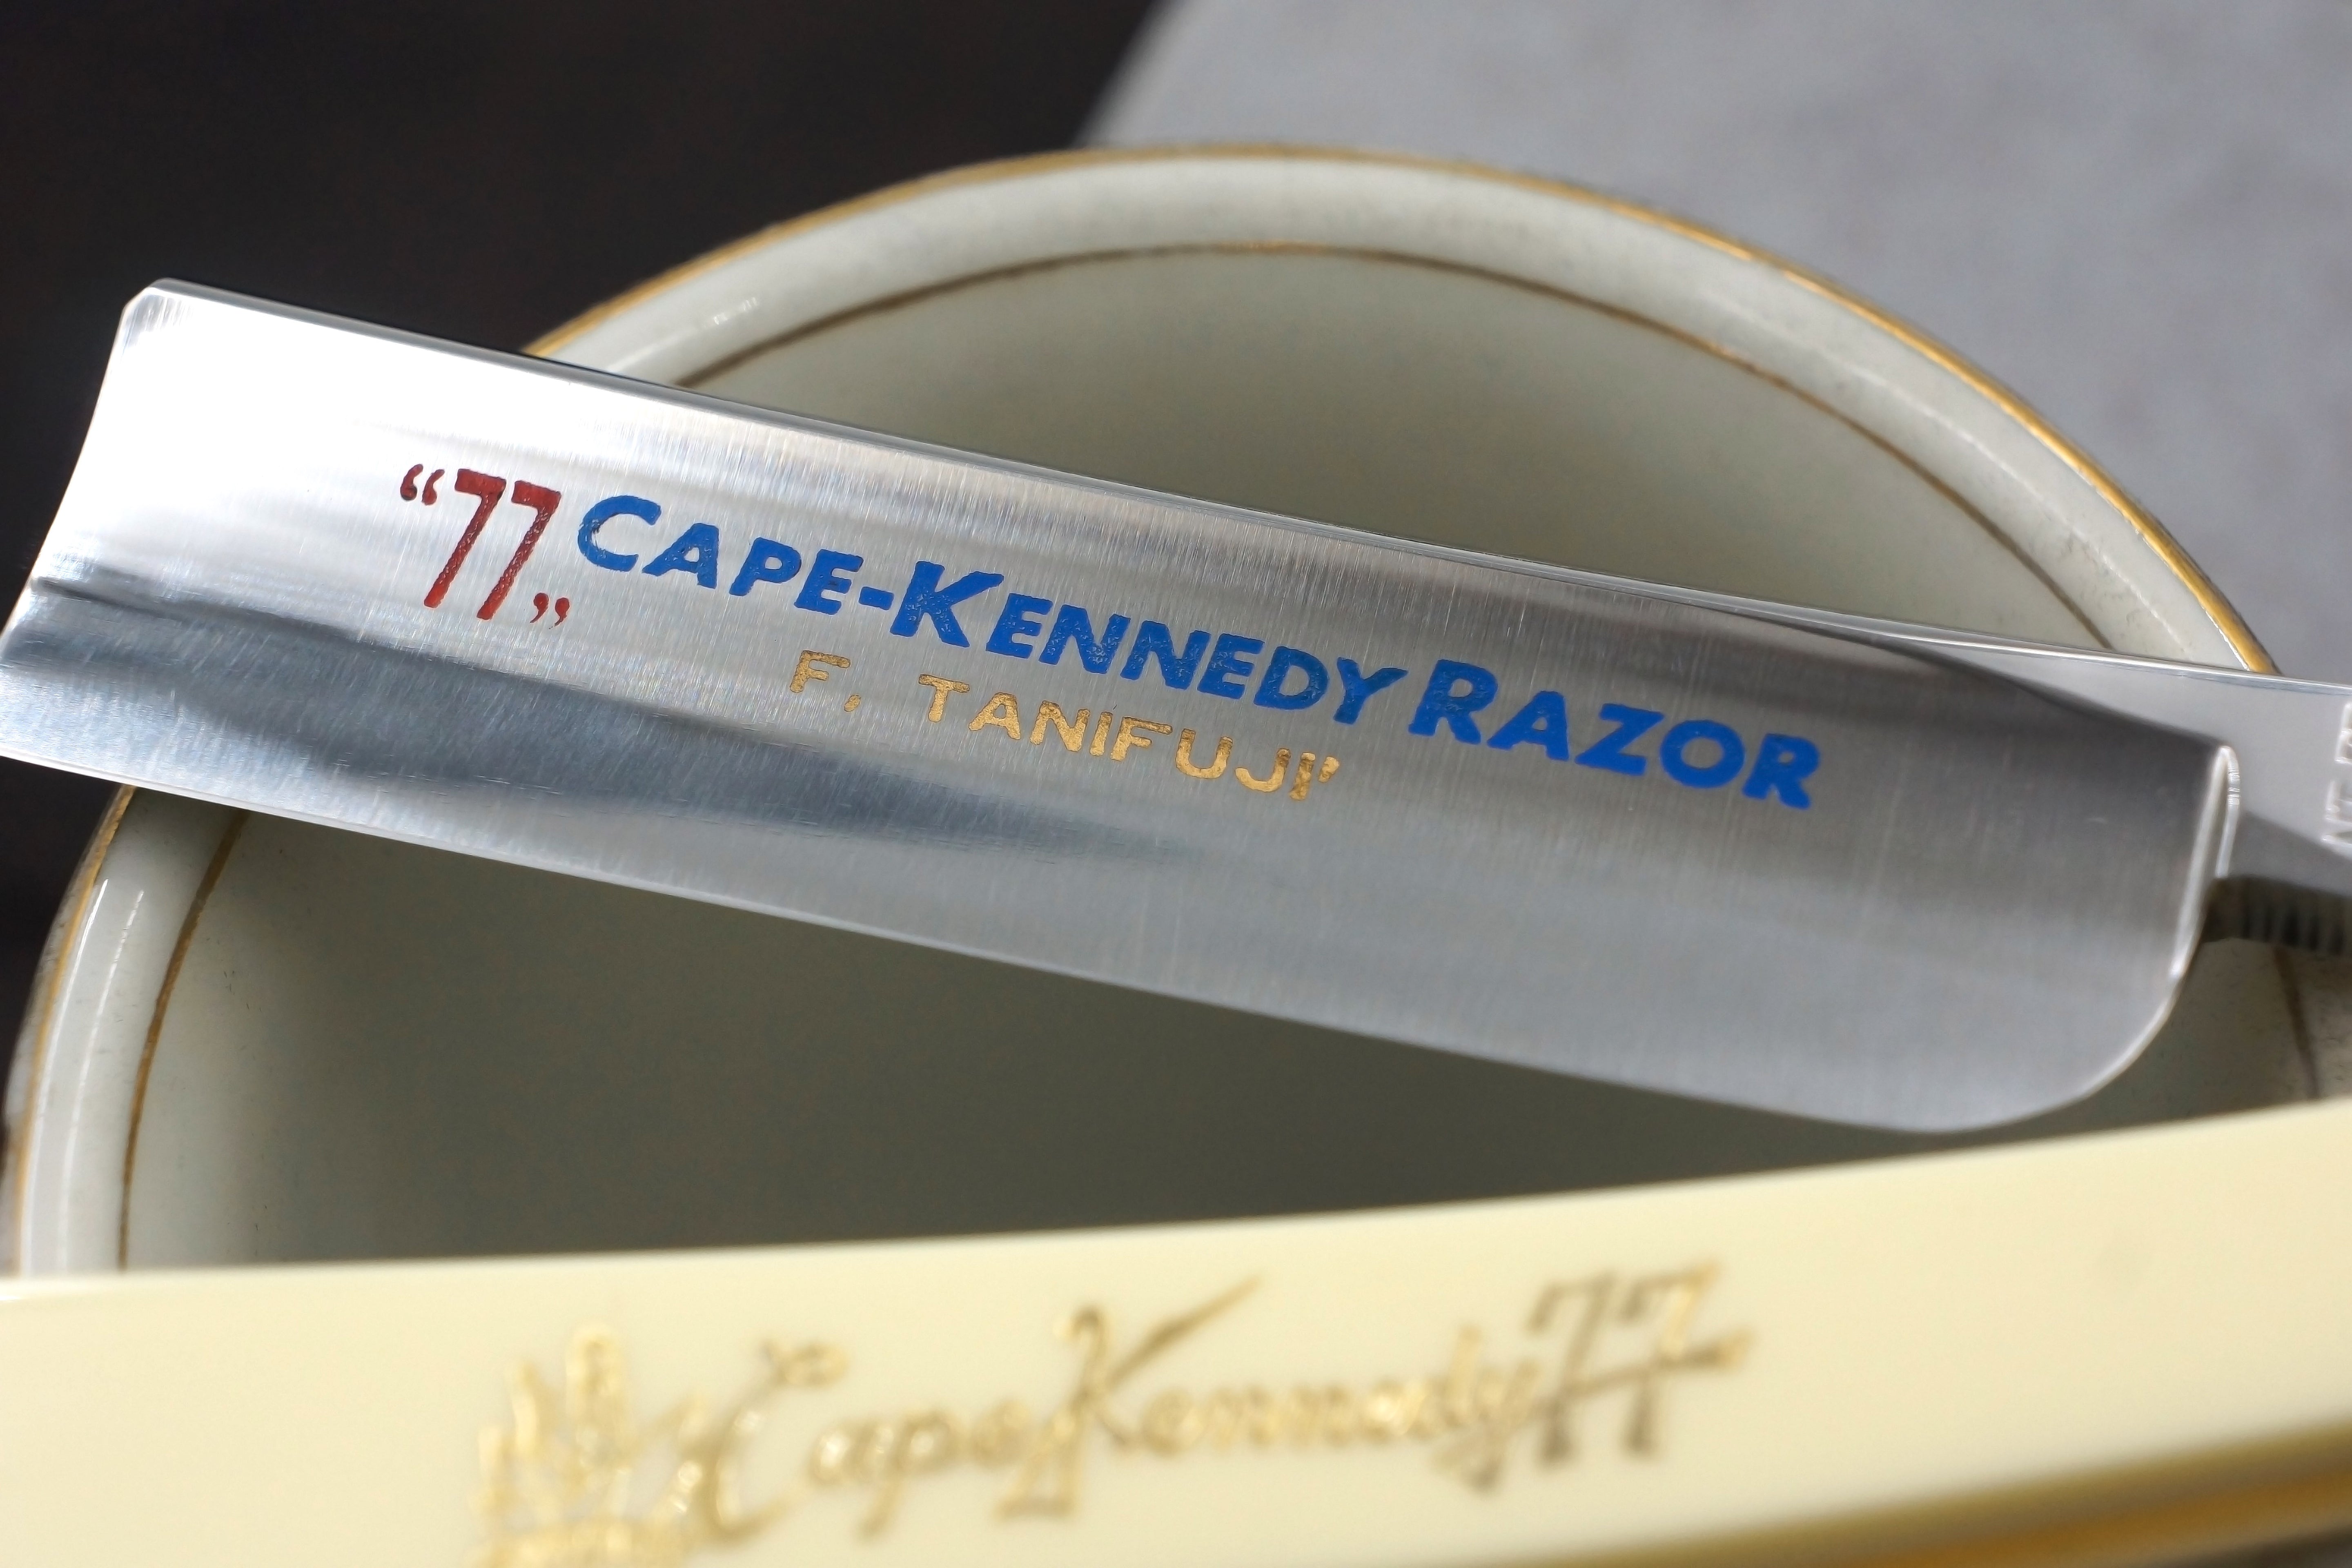 “77„ CAPE-KENNEDY RAZOR
F, TANIFUJI'
Cape Kennedy 77